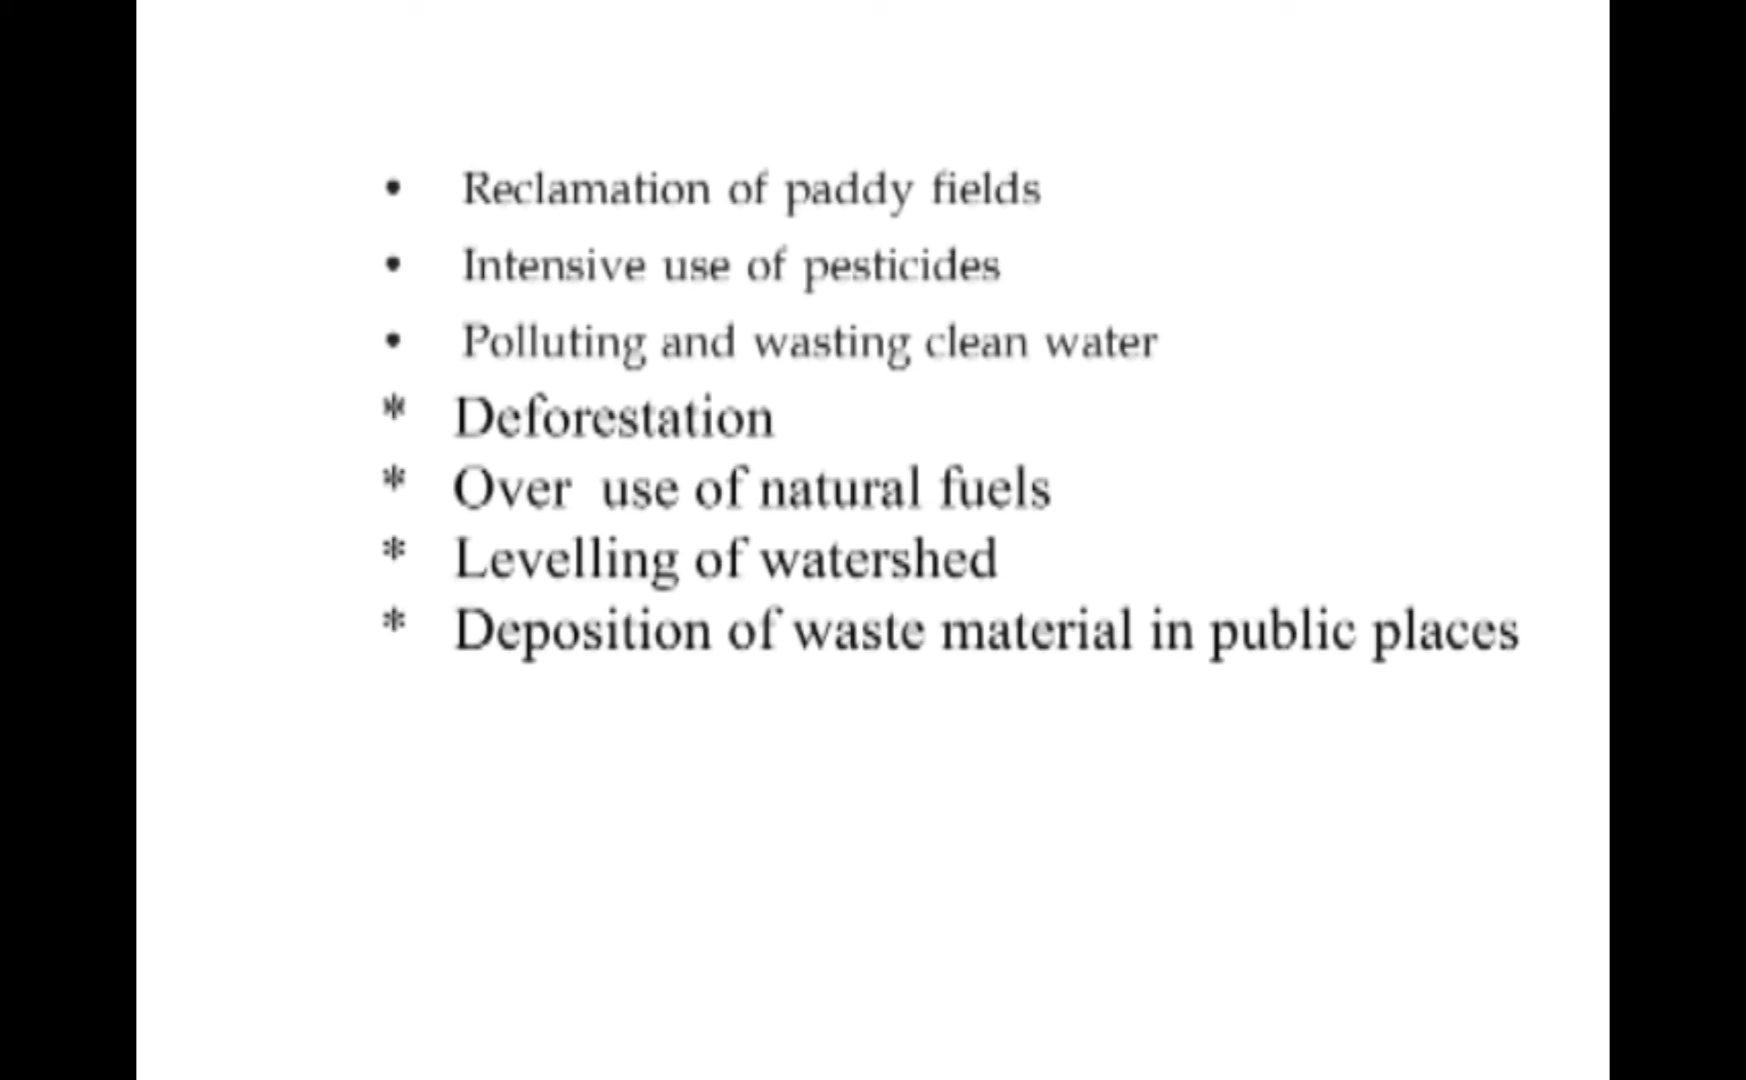 • Reclamation of paddy fields
• Intensive use of pesticides
• Polluting and wasting clean water
* Deforestation
* Over use of natural fuels
* Levelling of watershed
* Deposition of waste material in public places